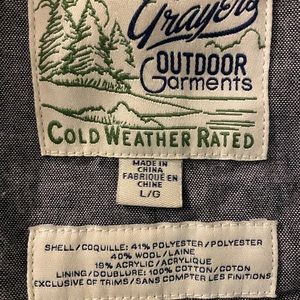 Grayers
OUTDOOR
Garments
COLD WEATHER RATED
MADE IN
CHINA
FABRIQUÉ EN
CHINE
L/G
SHELL/COQUILLE: 41% POLYESTER/POLYESTER
40% WOOL/LAINE
19% ACRYLIC/ACRYLIQUE
LINING/DOUBLURE: 100% COTTON/COTON
EXCLUSIVE OF TRIMS/SANS COMPTER LES FINITIONS